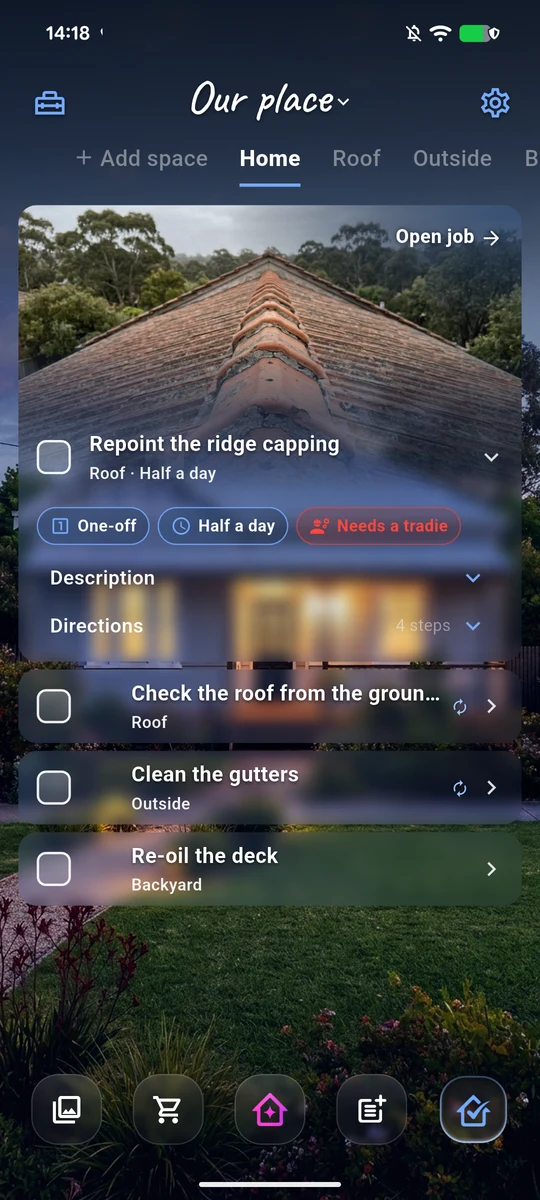 14:18
Our place
+ Add space Home Roof Outside B
Open job →
Repoint the ridge capping
Roof · Half a day
1 One-off Half a day Needs a tradie
Description
Directions 4 steps
Check the roof from the groun...
Roof
Clean the gutters
Outside
Re-oil the deck
Backyard